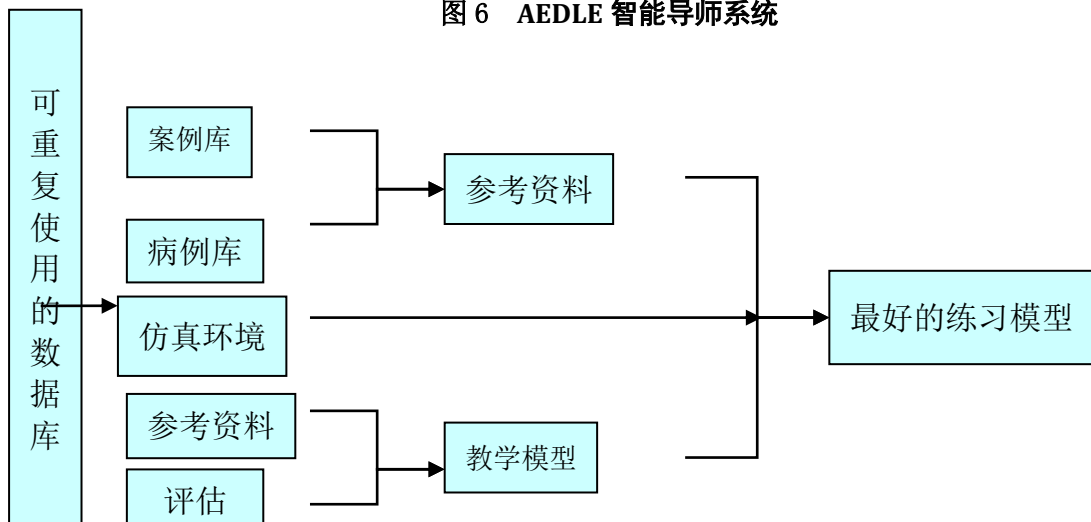 图 6 AEDLE 智能导师系统
可重复使用的数据库
案例库
病例库
仿真环境
参考资料
评估
参考资料
教学模型
最好的练习模型